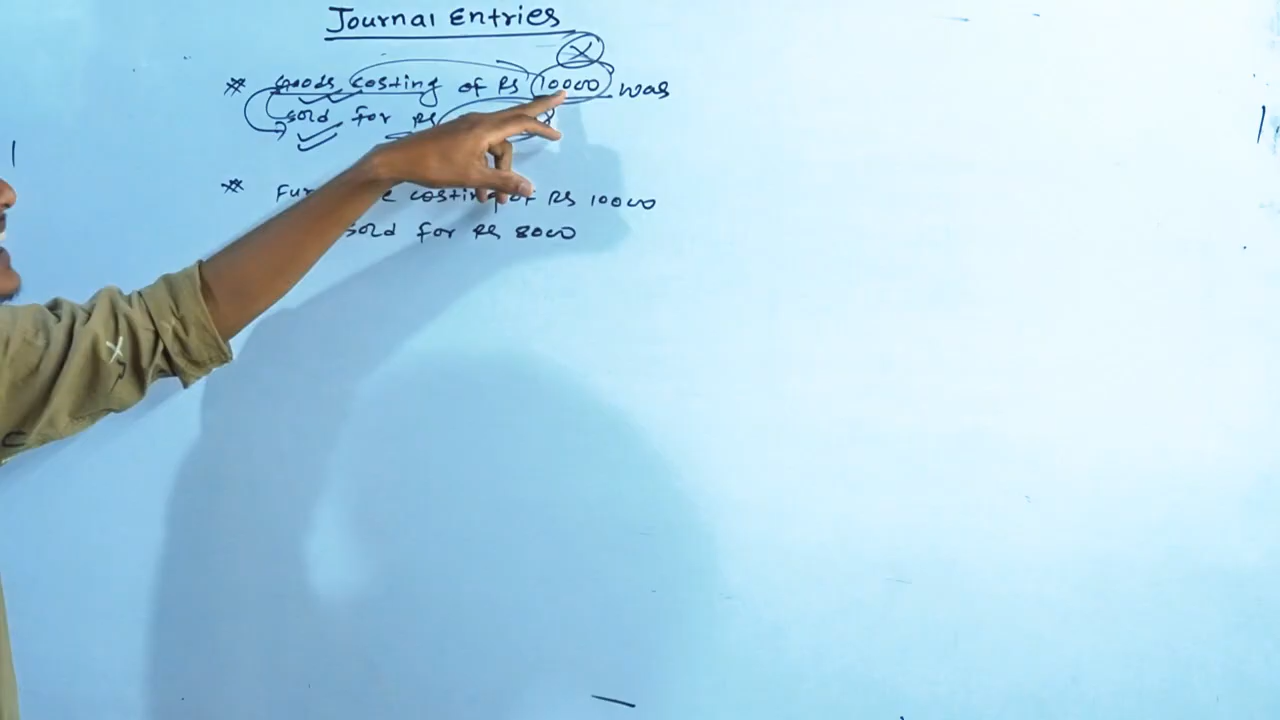 Journal Entries
* Goods costing of Rs 10000 was
sold for Rs
* costing of Rs 10000
sold for Rs 8000